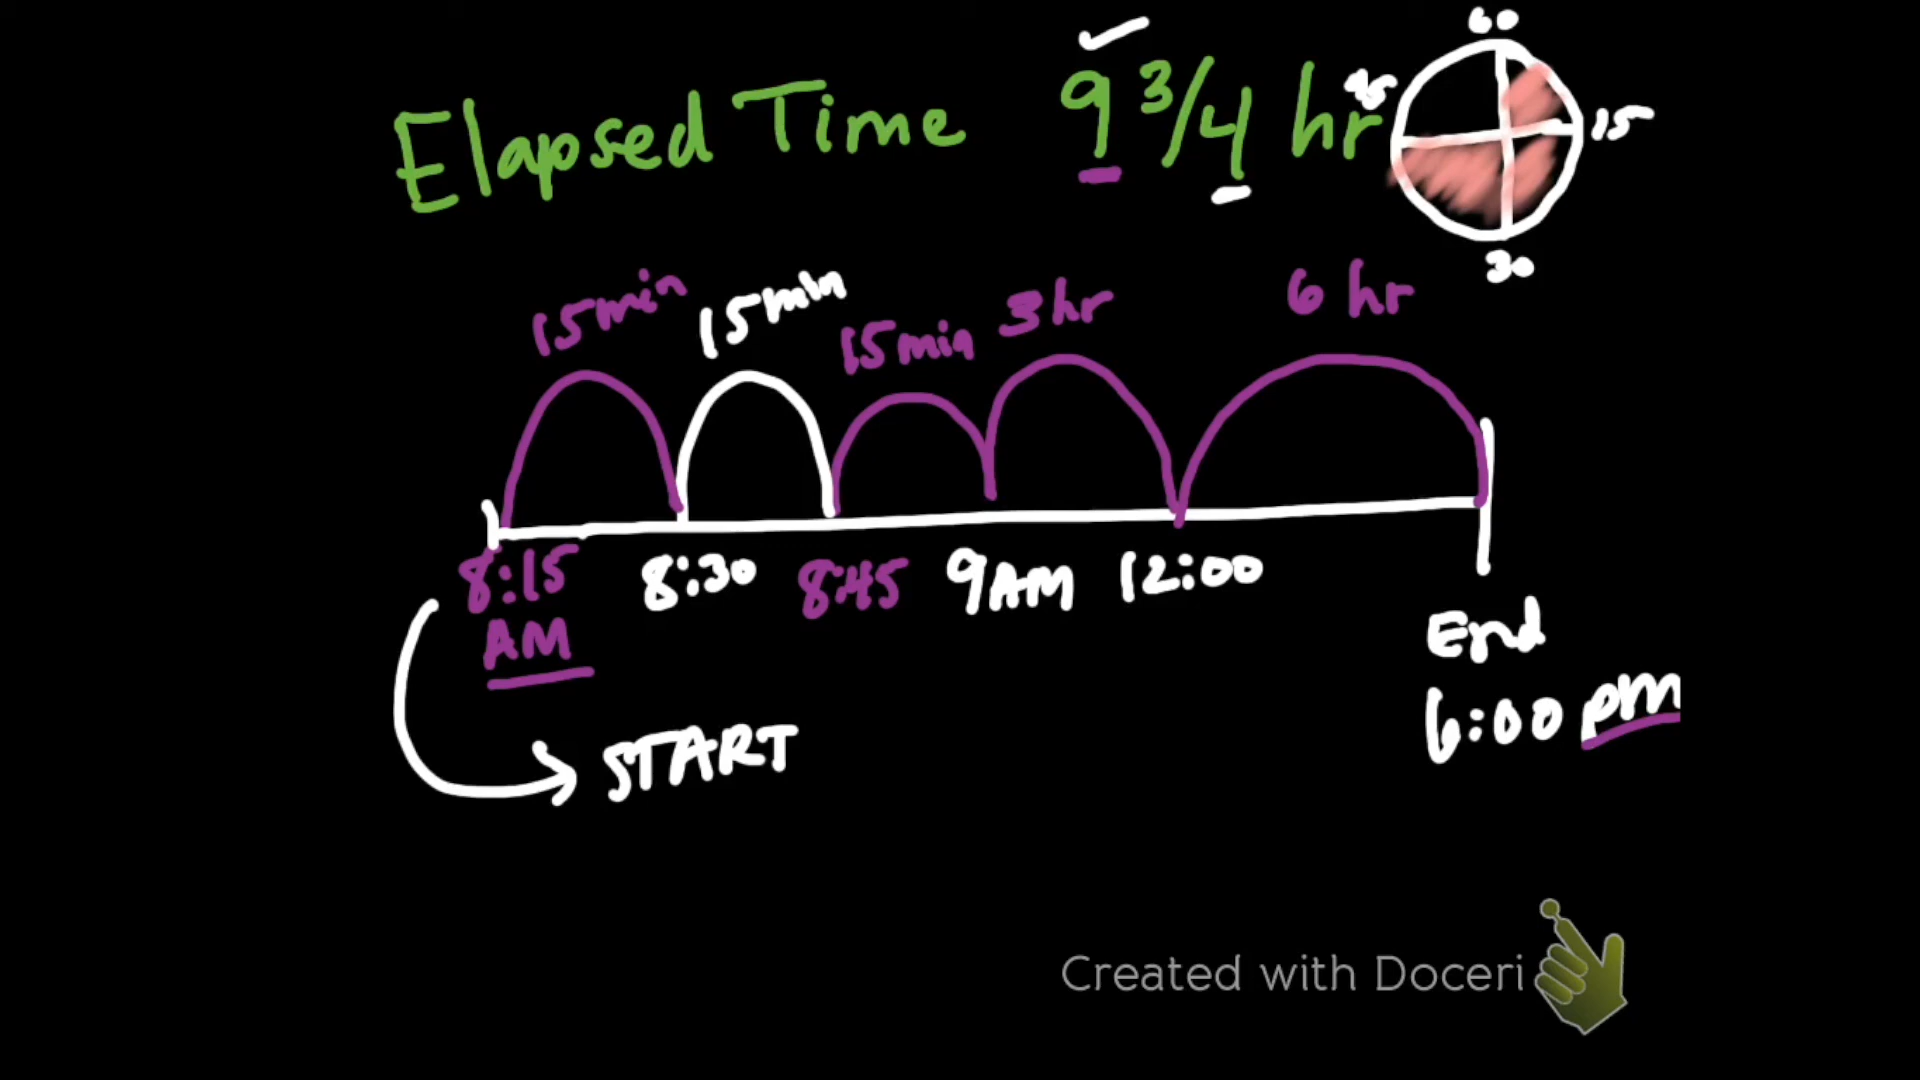 60
Elapsed Time 9 3/4 hr
45
15
30
15min 15min 15min 3hr 6 hr
8:15 8:30 8:45 9AM 12:00
AM
End
6:00 pm
START
Created with Doceri